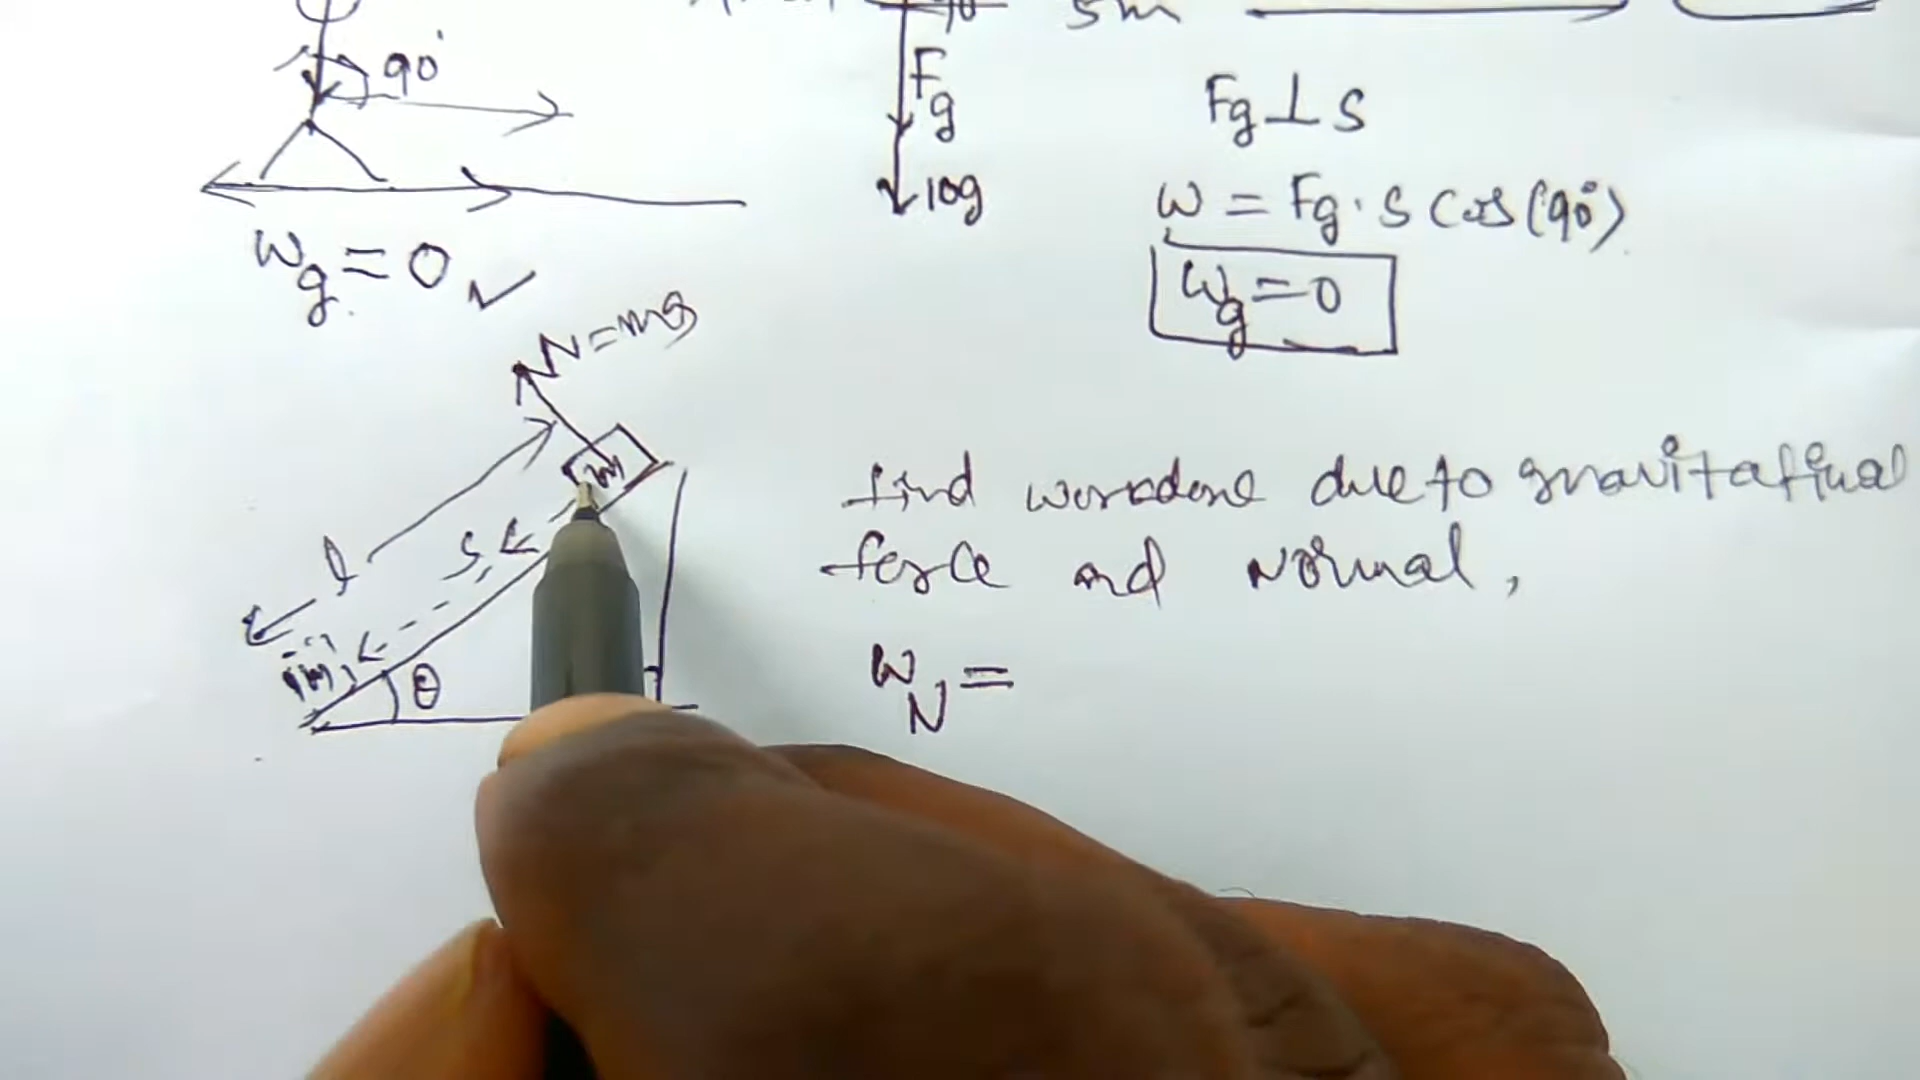 5m
90°
Fg
Fg ⊥ S
10g
W = Fg · S Cos(90°)
Wg = 0
Wg = 0
N = mg
m
find workdone due to gravitational
S
l
force and Normal,
m
θ
WN =